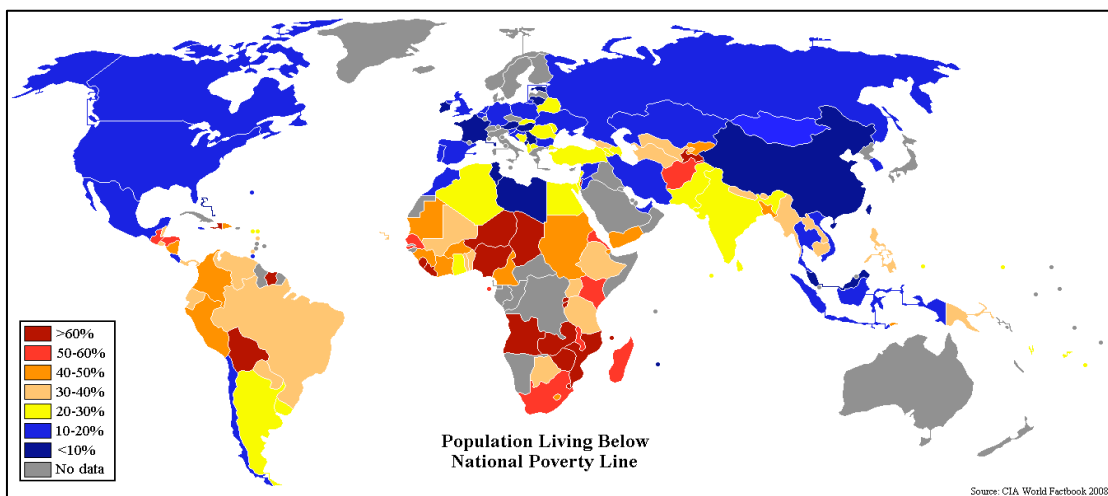 >60%
50-60%
40-50%
30-40%
20-30%
10-20%
<10%
No data
Population Living Below
National Poverty Line
Source: CIA World Factbook 2008